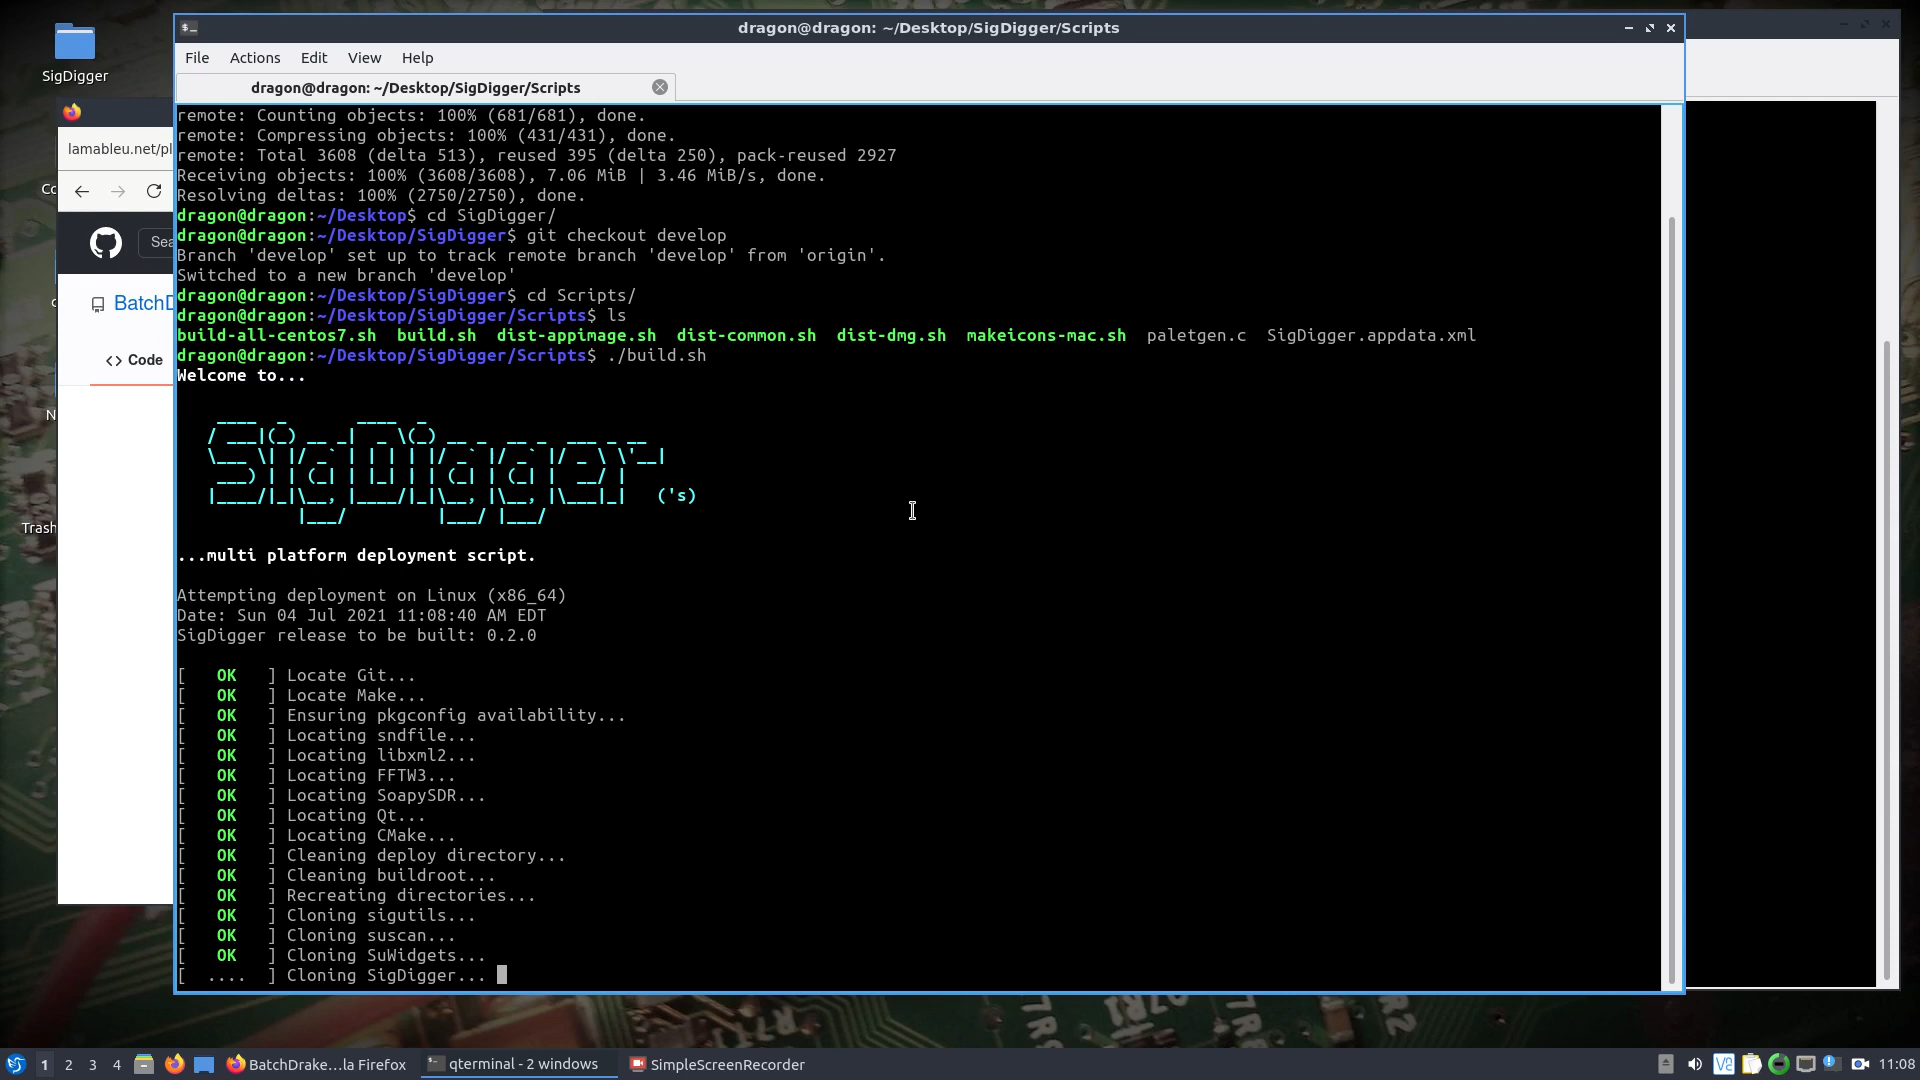 dragon@dragon: ~/Desktop/SigDigger/Scripts
SigDigger
File Actions Edit View Help
dragon@dragon: ~/Desktop/SigDigger/Scripts
remote: Counting objects: 100% (681/681), done.
remote: Compressing objects: 100% (431/431), done.
remote: Total 3608 (delta 513), reused 395 (delta 250), pack-reused 2927
Receiving objects: 100% (3608/3608), 7.06 MiB | 3.46 MiB/s, done.
Resolving deltas: 100% (2750/2750), done.
dragon@dragon:~/Desktop$ cd SigDigger/
dragon@dragon:~/Desktop/SigDigger$ git checkout develop
Branch 'develop' set up to track remote branch 'develop' from 'origin'.
Switched to a new branch 'develop'
dragon@dragon:~/Desktop/SigDigger$ cd Scripts/
dragon@dragon:~/Desktop/SigDigger/Scripts$ ls
build-all-centos7.sh build.sh dist-appimage.sh dist-common.sh dist-dmg.sh makeicons-mac.sh paletgen.c SigDigger.appdata.xml
dragon@dragon:~/Desktop/SigDigger/Scripts$ ./build.sh
Welcome to...
SigDigger ('s)
...multi platform deployment script.
Attempting deployment on Linux (x86_64)
Date: Sun 04 Jul 2021 11:08:40 AM EDT
SigDigger release to be built: 0.2.0
[ OK ] Locate Git...
[ OK ] Locate Make...
[ OK ] Ensuring pkgconfig availability...
[ OK ] Locating sndfile...
[ OK ] Locating libxml2...
[ OK ] Locating FFTW3...
[ OK ] Locating SoapySDR...
[ OK ] Locating Qt...
[ OK ] Locating CMake...
[ OK ] Cleaning deploy directory...
[ OK ] Cleaning buildroot...
[ OK ] Recreating directories...
[ OK ] Cloning sigutils...
[ OK ] Cloning suscan...
[ OK ] Cloning SuWidgets...
[ .... ] Cloning SigDigger...
lamableu.net/pl
Sea
BatchD
<> Code
Trash
1 2 3 4 BatchDrake...la Firefox qterminal - 2 windows SimpleScreenRecorder 11:08